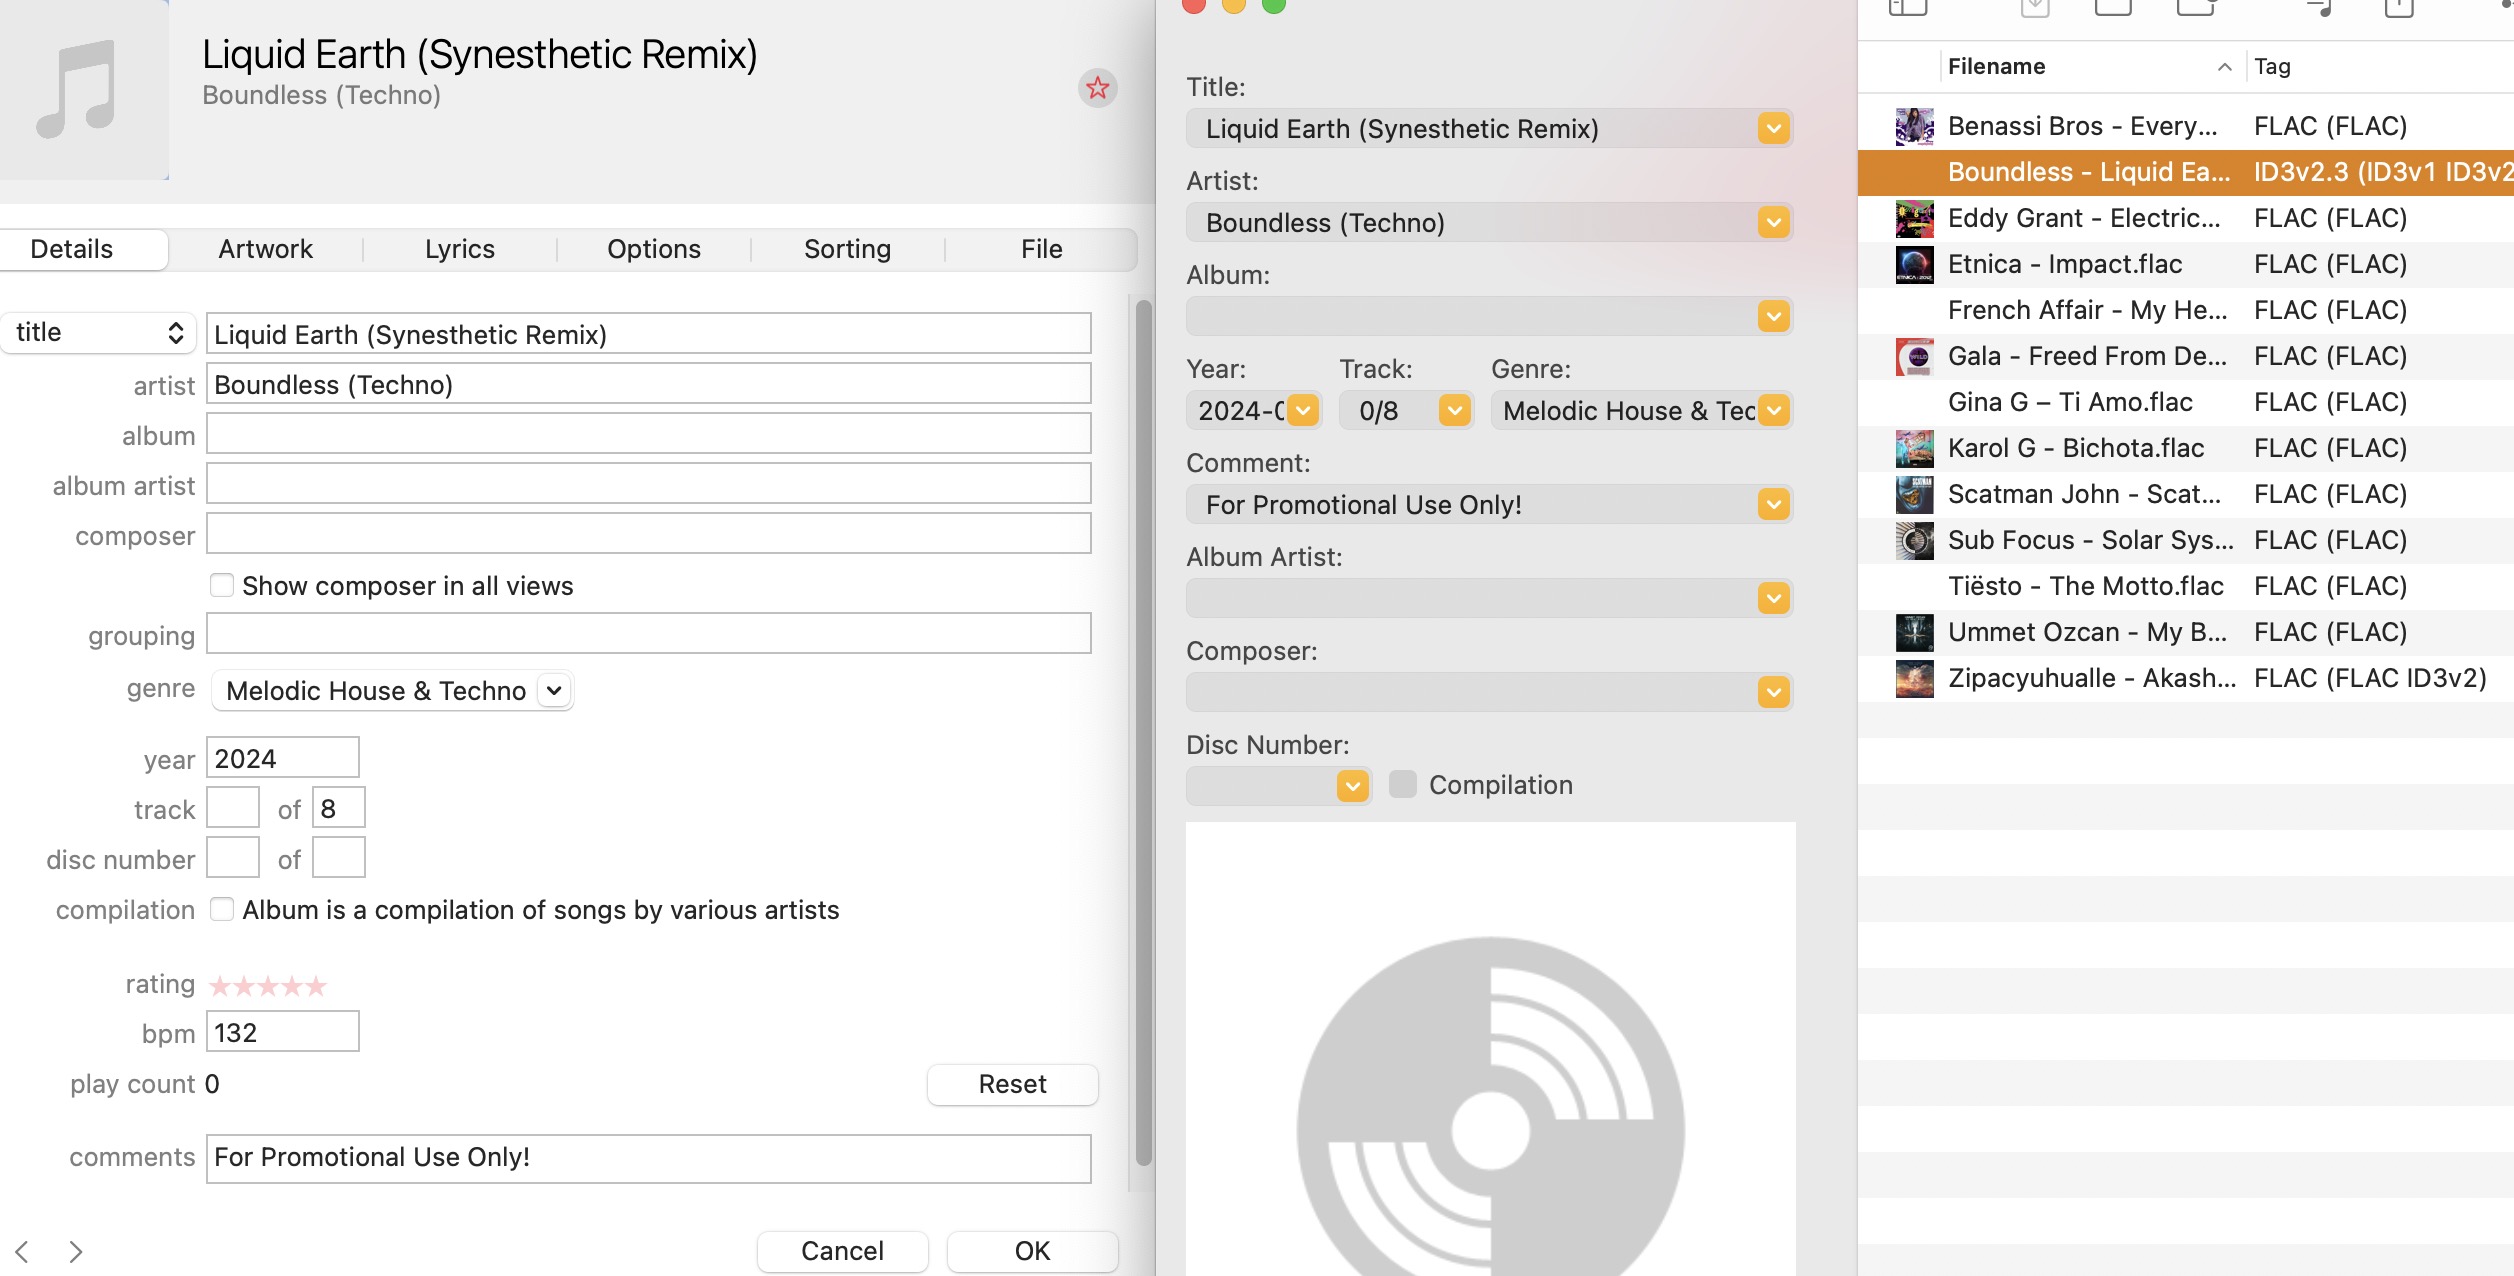 Liquid Earth (Synesthetic Remix)
Boundless (Techno)
Details Artwork Lyrics Options Sorting File
title Liquid Earth (Synesthetic Remix)
artist Boundless (Techno)
album
album artist
composer
Show composer in all views
grouping
genre Melodic House & Techno
year 2024
track of 8
disc number of
compilation Album is a compilation of songs by various artists
rating ★★★★★
bpm 132
play count 0 Reset
comments For Promotional Use Only!
Cancel OK
Title:
Liquid Earth (Synesthetic Remix)
Artist:
Boundless (Techno)
Album:
Year: Track: Genre:
2024-0 0/8 Melodic House & Tec
Comment:
For Promotional Use Only!
Album Artist:
Composer:
Disc Number:
Compilation
Filename Tag
Benassi Bros - Every... FLAC (FLAC)
Boundless - Liquid Ea... ID3v2.3 (ID3v1 ID3v2
Eddy Grant - Electric... FLAC (FLAC)
Etnica - Impact.flac FLAC (FLAC)
French Affair - My He... FLAC (FLAC)
Gala - Freed From De... FLAC (FLAC)
Gina G – Ti Amo.flac FLAC (FLAC)
Karol G - Bichota.flac FLAC (FLAC)
Scatman John - Scat... FLAC (FLAC)
Sub Focus - Solar Sys... FLAC (FLAC)
Tiësto - The Motto.flac FLAC (FLAC)
Ummet Ozcan - My B... FLAC (FLAC)
Zipacyuhualle - Akash... FLAC (FLAC ID3v2)